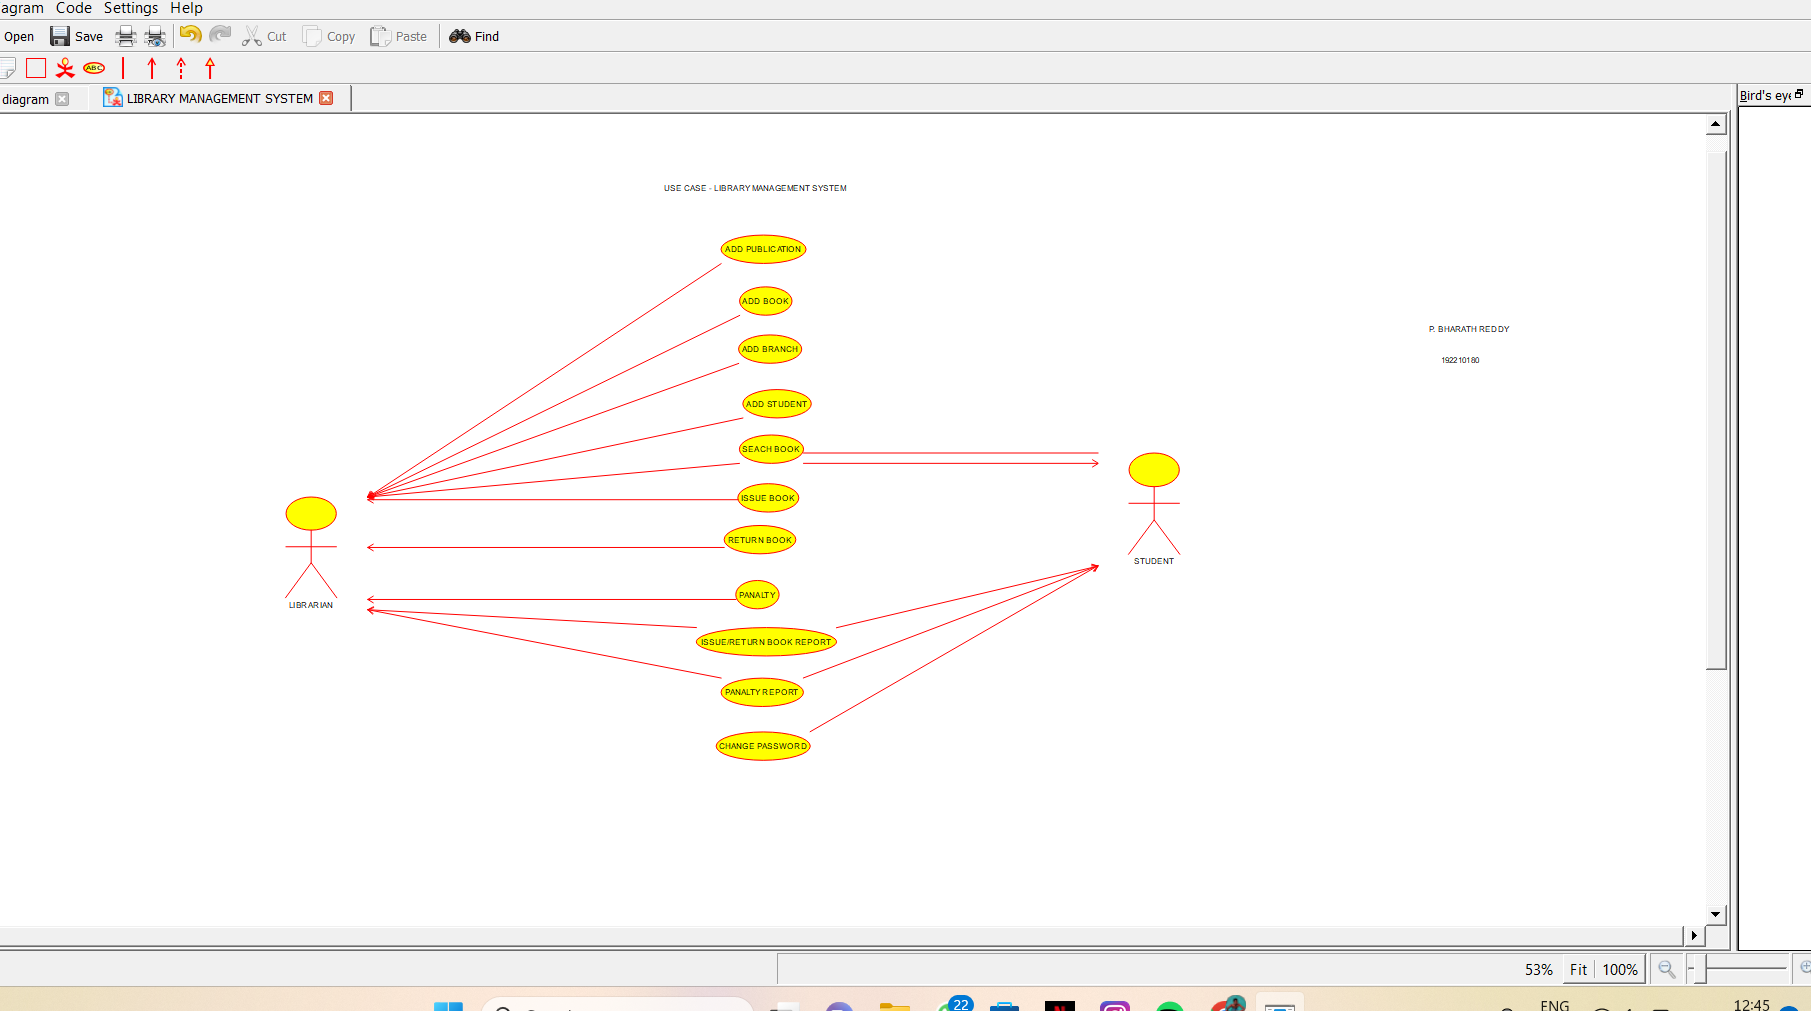 agram Code Settings Help
Open Save Cut Copy Paste Find
ABC
diagram LIBRARY MANAGEMENT SYSTEM Bird's eye
USE CASE - LIBRARY MANAGEMENT SYSTEM
ADD PUBLICATION
ADD BOOK
P. BHARATH REDDY
ADD BRANCH
192210180
ADD STUDENT
SEACH BOOK
ISSUE BOOK
RETURN BOOK
STUDENT
PANALTY
LIBRARIAN
ISSUE/RETURN BOOK REPORT
PANALTY REPORT
CHANGE PASSWORD
53% Fit 100%
22
ENG
12:45